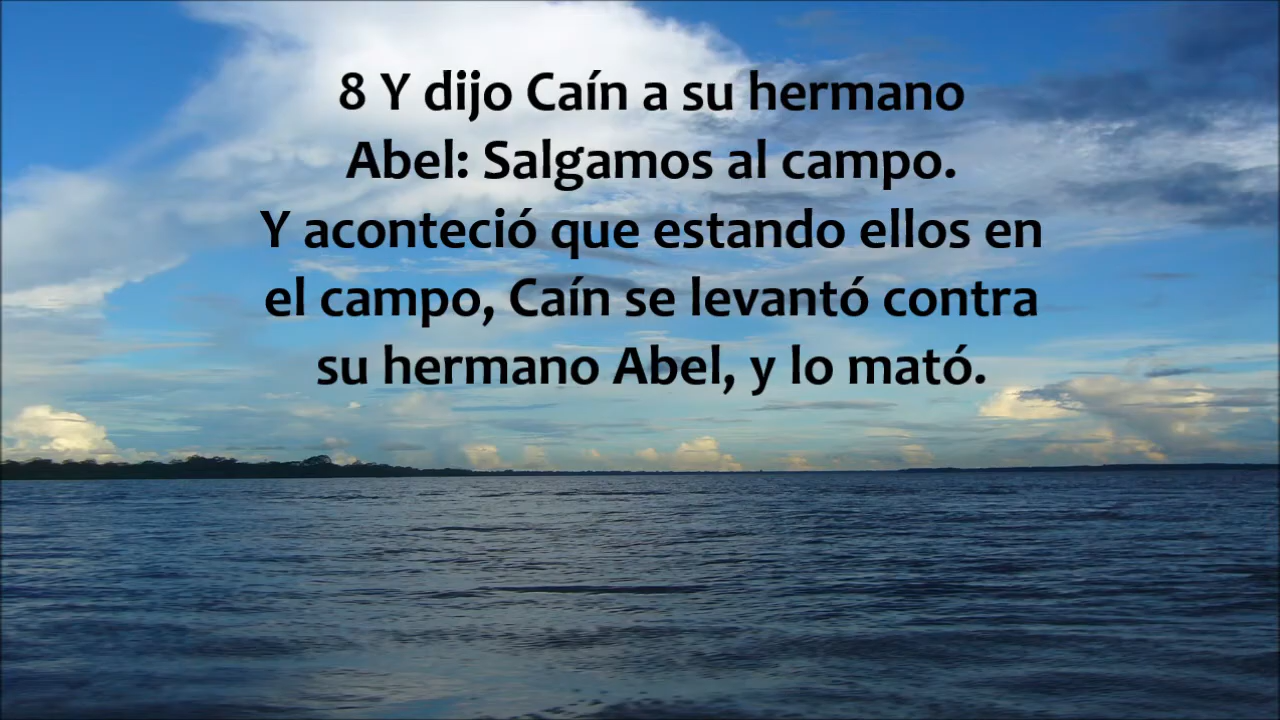 8 Y dijo Caín a su hermano
Abel: Salgamos al campo.
Y aconteció que estando ellos en
el campo, Caín se levantó contra
su hermano Abel, y lo mató.